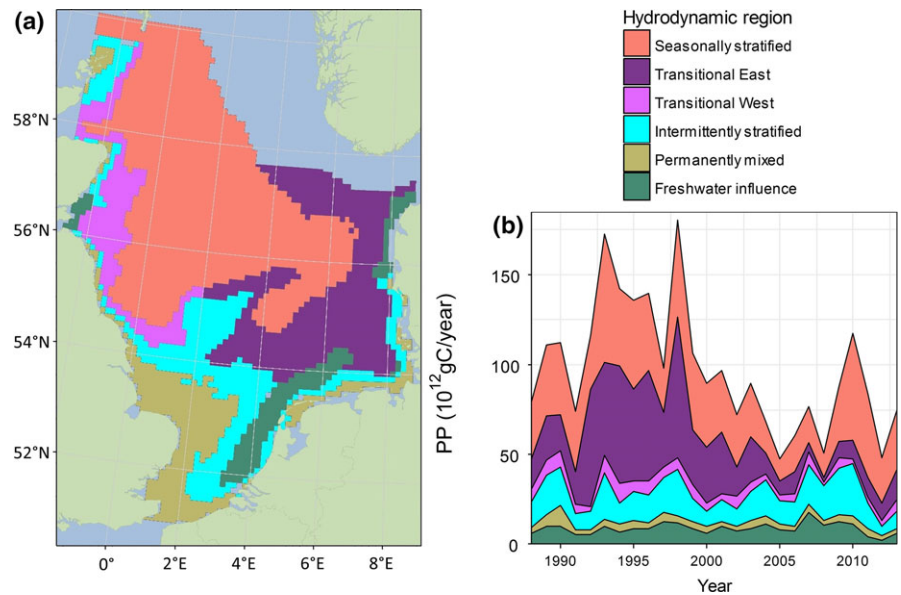 (a)
58°N
56°N
54°N
52°N
0°
2°E
4°E
6°E
8°E
Hydrodynamic region
Seasonally stratified
Transitional East
Transitional West
Intermittently stratified
Permanently mixed
Freshwater influence
(b)
PP (10¹²gC/year)
150
100
50
0
1990
1995
2000
2005
2010
Year